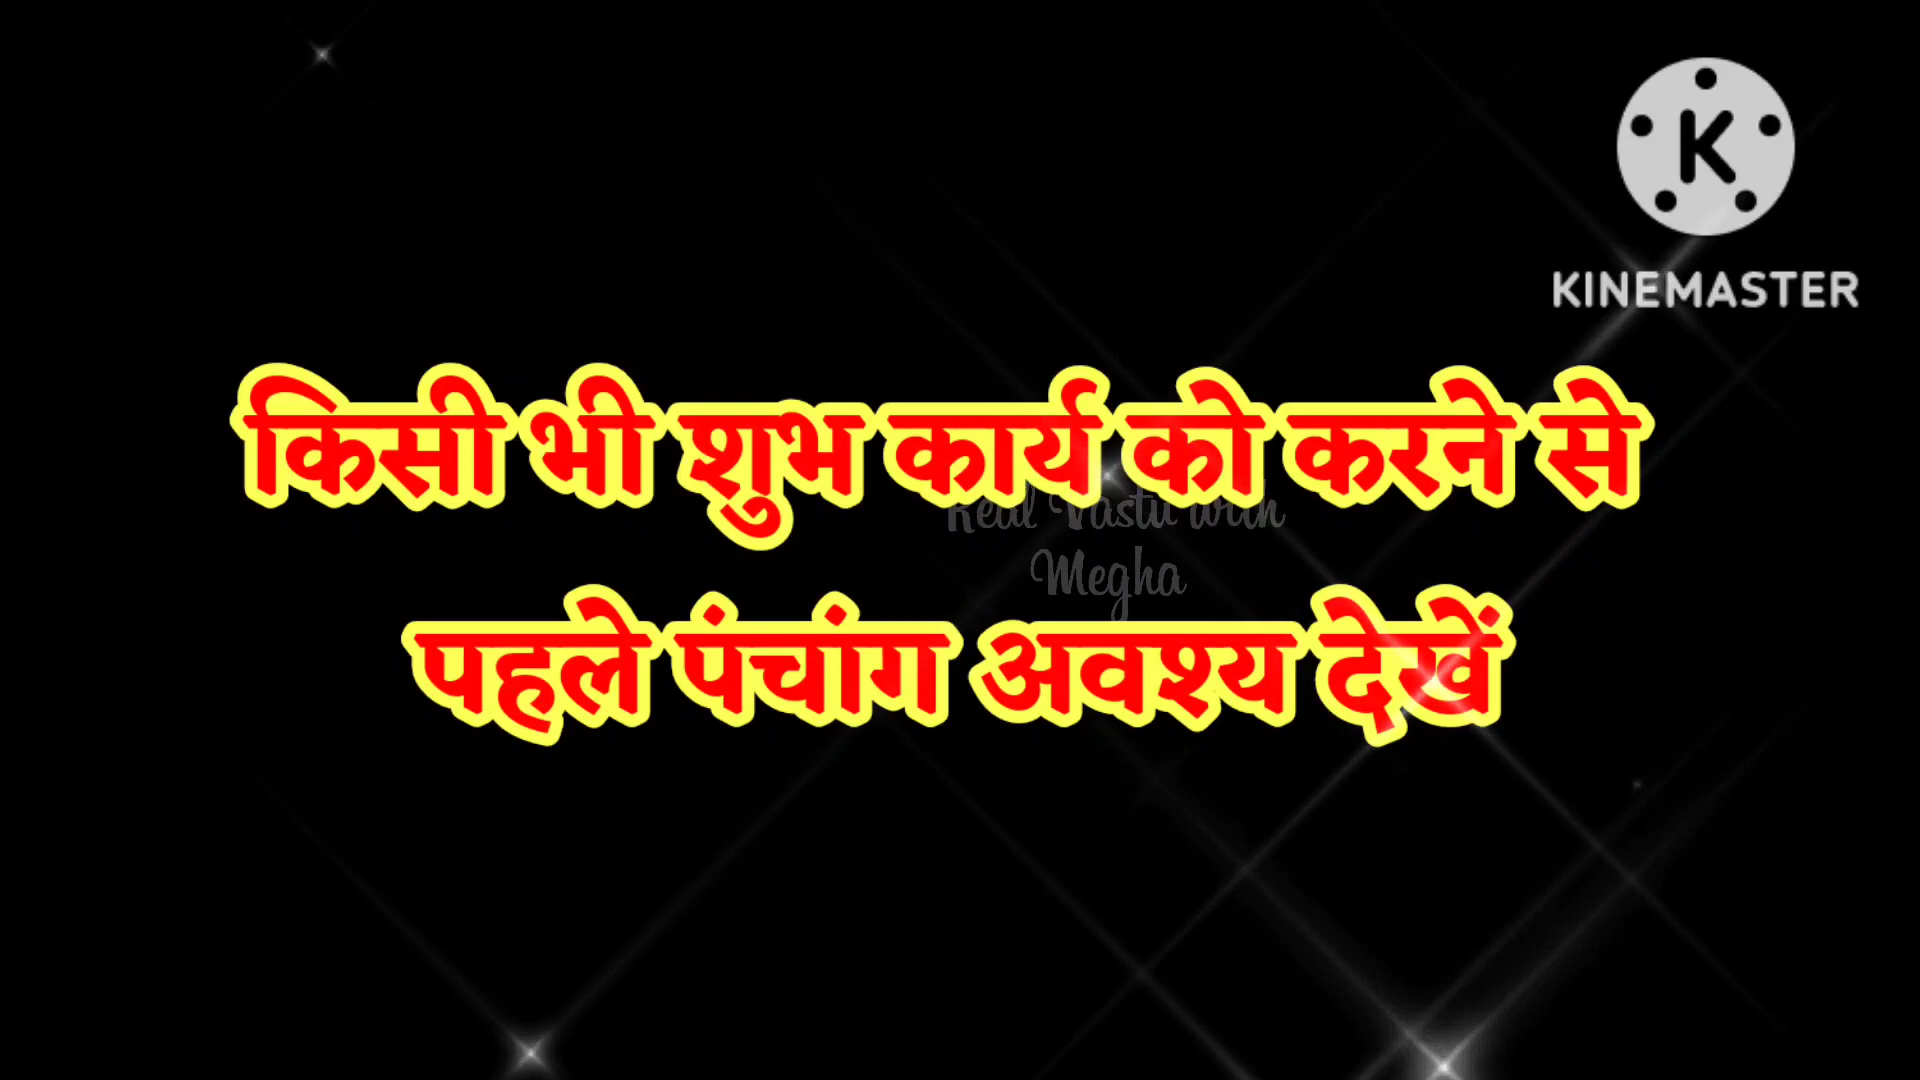 KINEMASTER
किसी भी शुभ कार्य को करने से
Real Vastu with
Megha
पहले पंचांग अवश्य देखें